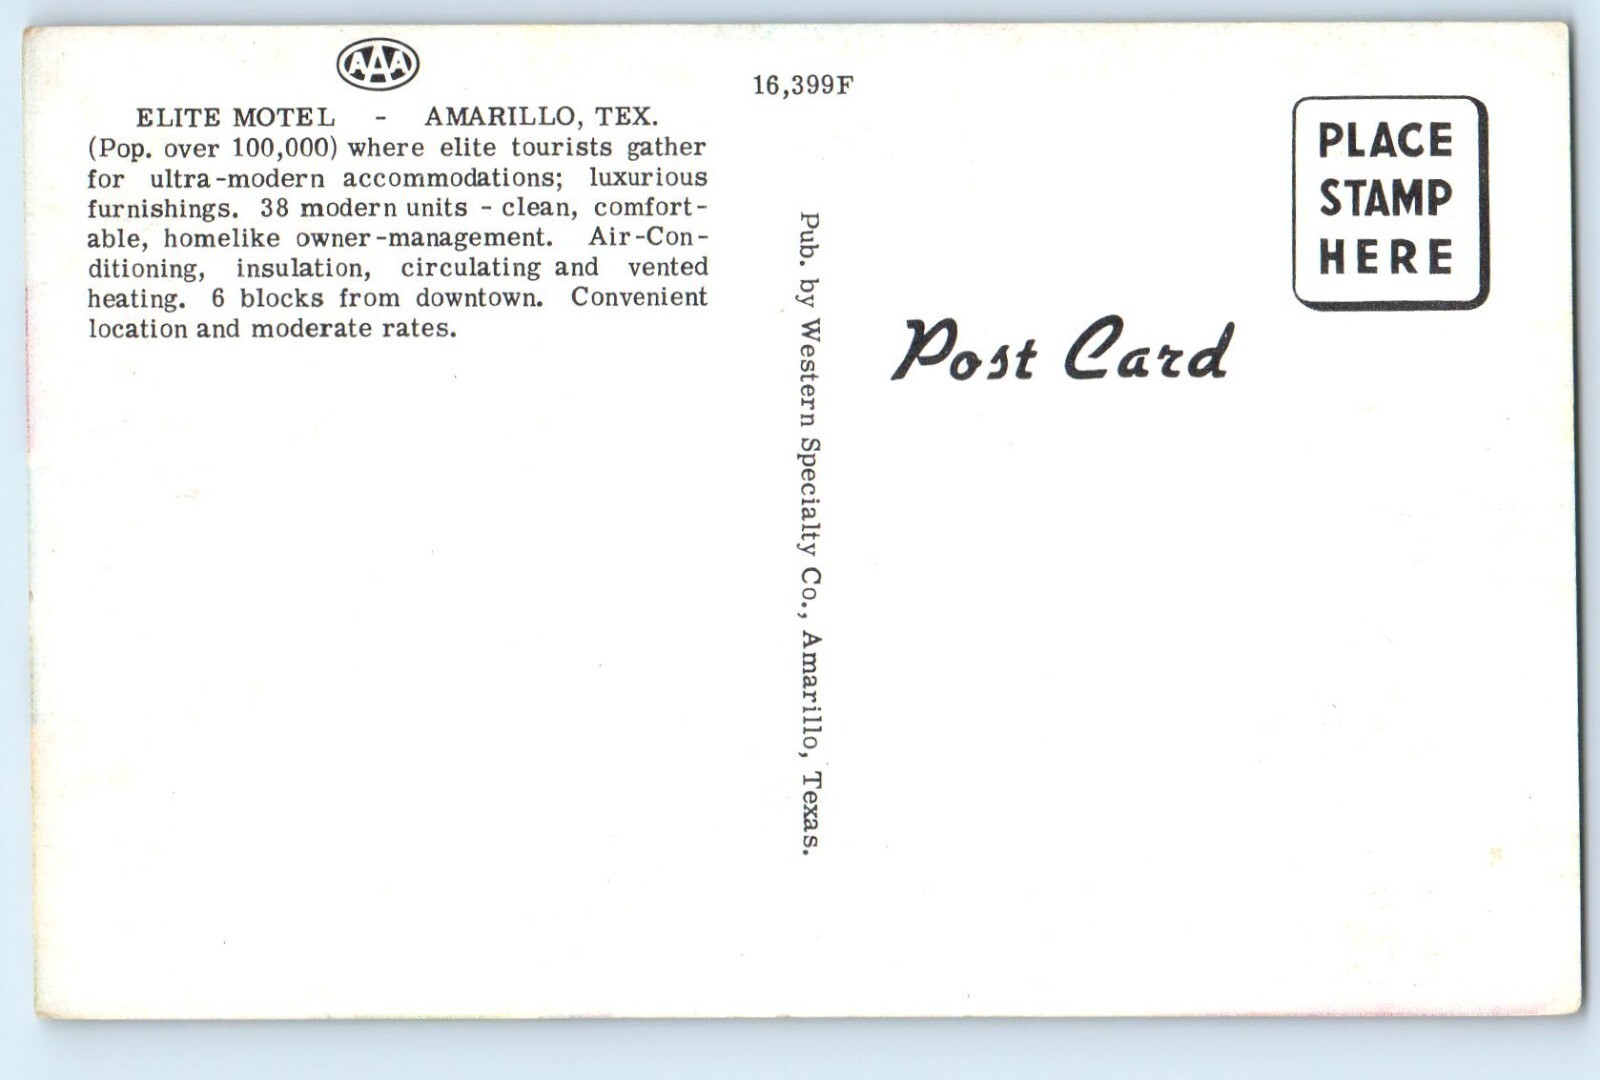 AAA
16,399F
ELITE MOTEL - AMARILLO, TEX.
(Pop. over 100,000) where elite tourists gather
for ultra-modern accommodations; luxurious
furnishings. 38 modern units - clean, comfort-
able, homelike owner-management. Air-Con-
ditioning, insulation, circulating and vented
heating. 6 blocks from downtown. Convenient
location and moderate rates.
Pub. by Western Specialty Co., Amarillo, Texas.
PLACE
STAMP
HERE
Post Card